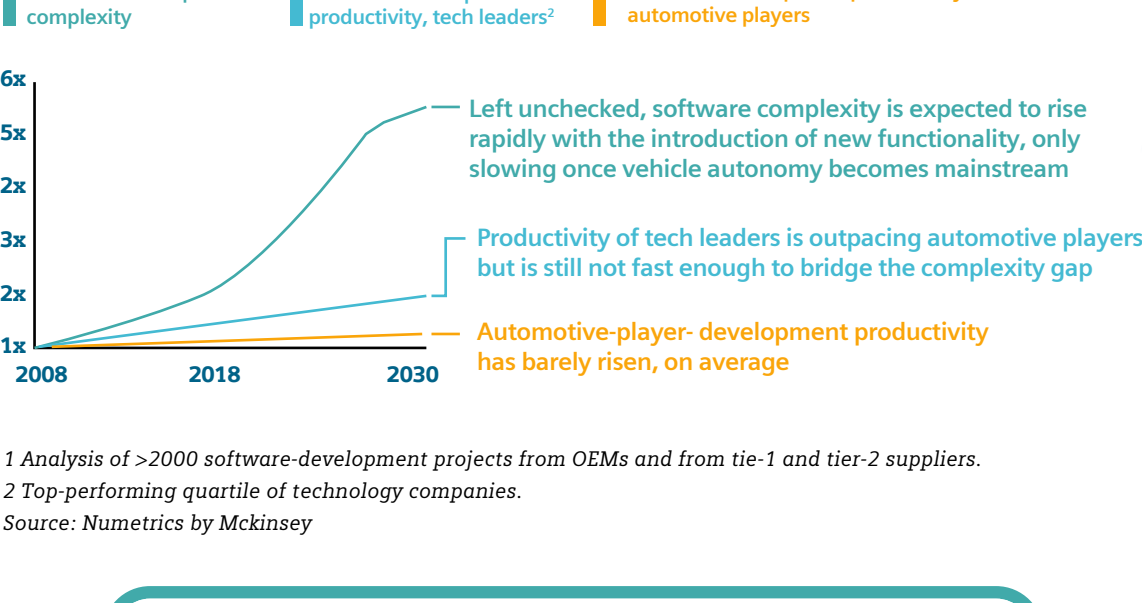 complexity
productivity, tech leaders²
automotive players
6x
5x
2x
3x
2x
1x
2008 2018 2030
Left unchecked, software complexity is expected to rise
rapidly with the introduction of new functionality, only
slowing once vehicle autonomy becomes mainstream
Productivity of tech leaders is outpacing automotive players
but is still not fast enough to bridge the complexity gap
Automotive-player- development productivity
has barely risen, on average
1 Analysis of >2000 software-development projects from OEMs and from tie-1 and tier-2 suppliers.
2 Top-performing quartile of technology companies.
Source: Numetrics by Mckinsey